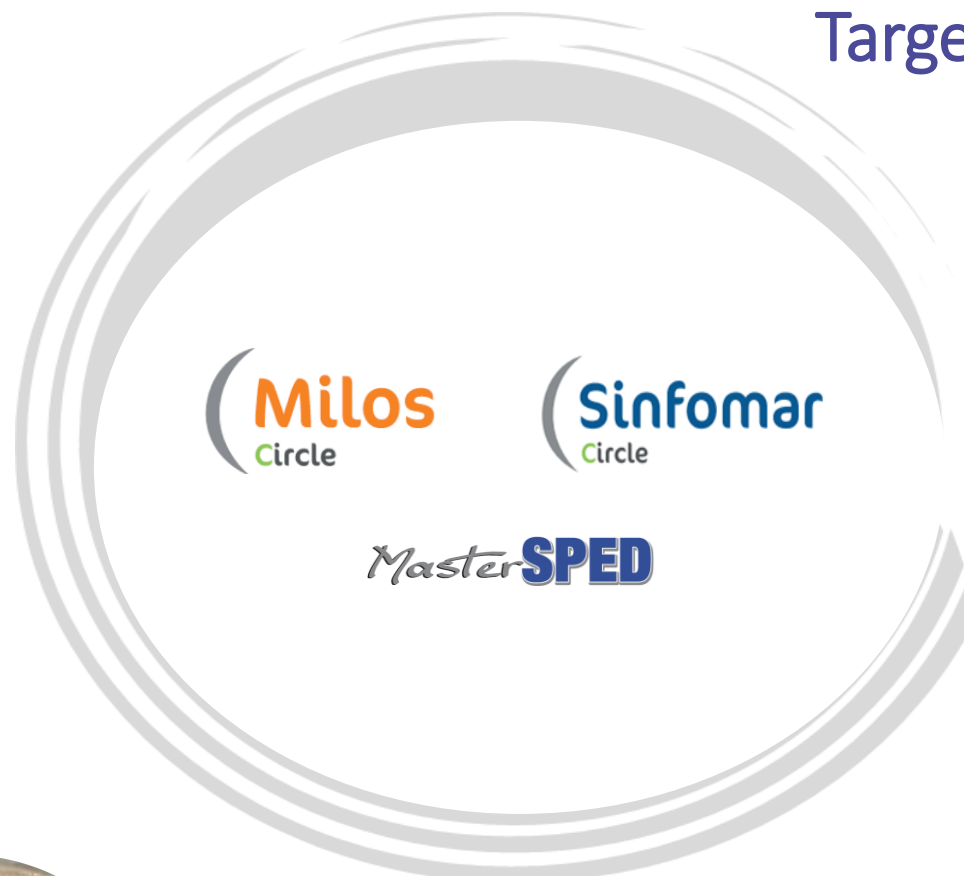 Targe
Milos
Circle
Sinfomar
Circle
MasterSPED